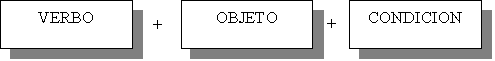 VERBO + OBJETO + CONDICION